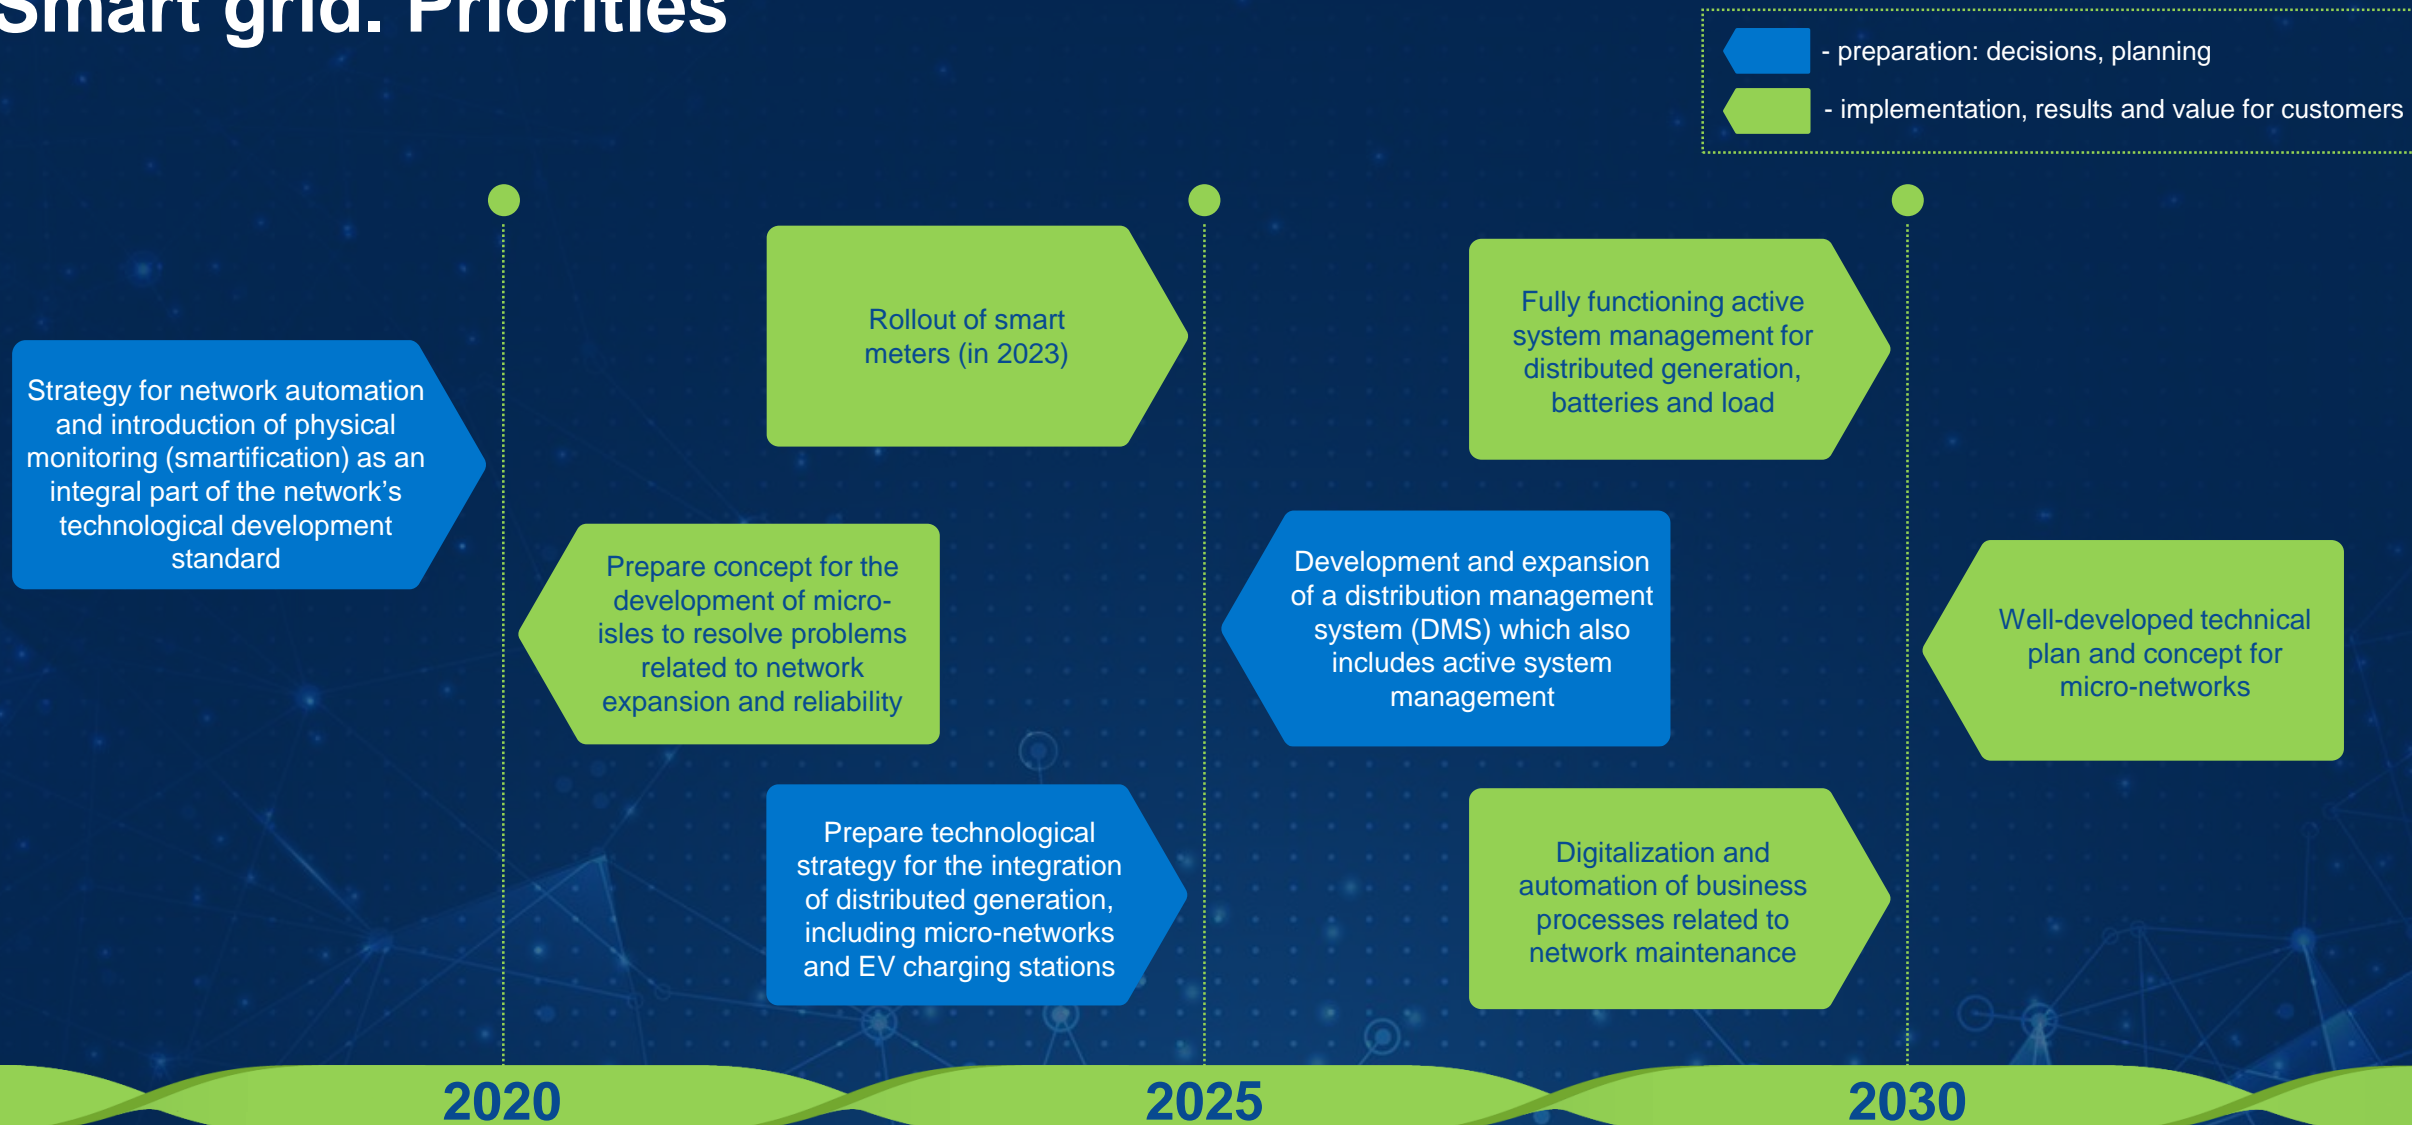 Smart grid. Priorities
- preparation: decisions, planning
- implementation, results and value for customers
Strategy for network automation
and introduction of physical
monitoring (smartification) as an
integral part of the network’s
technological development
standard
Prepare concept for the
development of micro-
isles to resolve problems
related to network
expansion and reliability
Rollout of smart
meters (in 2023)
Prepare technological
strategy for the integration
of distributed generation,
including micro-networks
and EV charging stations
Development and expansion
of a distribution management
system (DMS) which also
includes active system
management
Fully functioning active
system management for
distributed generation,
batteries and load
Digitalization and
automation of business
processes related to
network maintenance
Well-developed technical
plan and concept for
micro-networks
2020
2025
2030